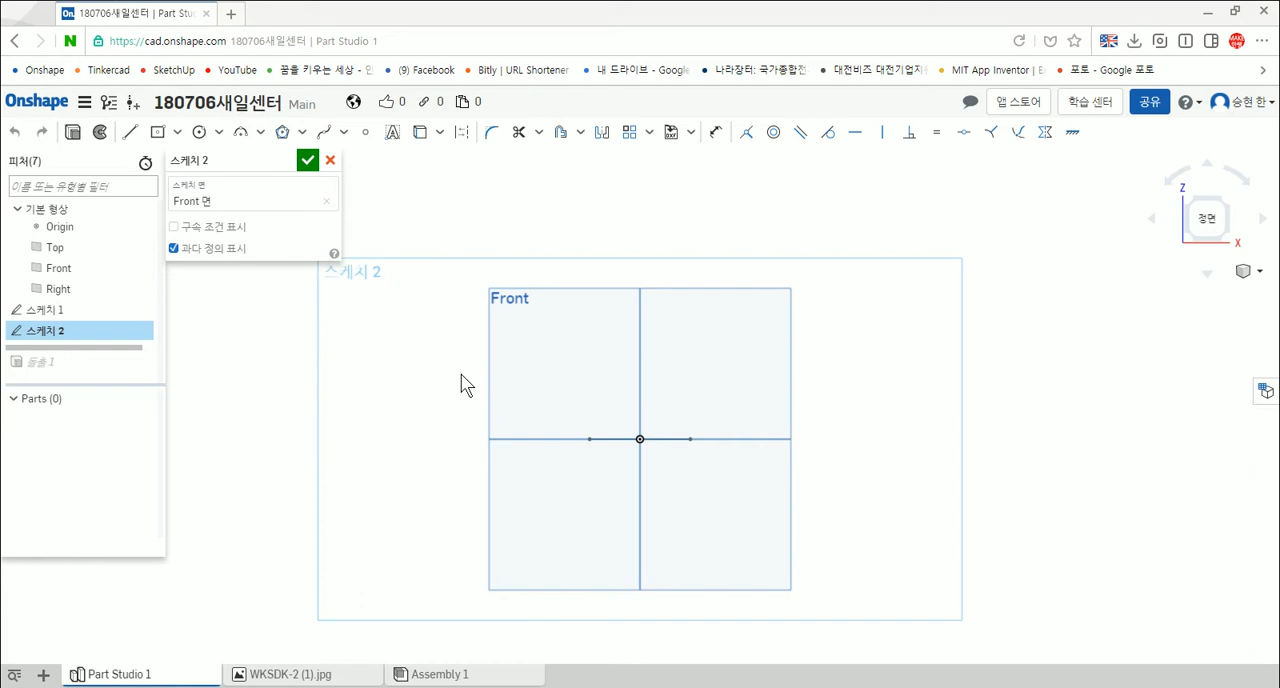 On 180706새일센터 | Part Stu
N https://cad.onshape.com 180706새일센터 | Part Studio 1
Onshape Tinkercad SketchUp YouTube 꿈을 키우는 세상 - 인 (9) Facebook Bitly | URL Shortener 내 드라이브 - Google 나라장터: 국가종합전 대전비즈 대전기업지원 MIT App Inventor | E 포토 - Google 포토
Onshape 180706새일센터 Main 0 0 0 앱 스토어 학습 센터 공유 승현 한
피처(7) 스케치 2
이름 또는 유형별 필터 스케치 면
Front 면
기본 형상
Origin 구속 조건 표시
Top 과다 정의 표시
Front
Right
스케치 1
스케치 2
돌출 1
Parts (0)
스케치 2
Front
Z
정면
X
Part Studio 1 WKSDK-2 (1).jpg Assembly 1